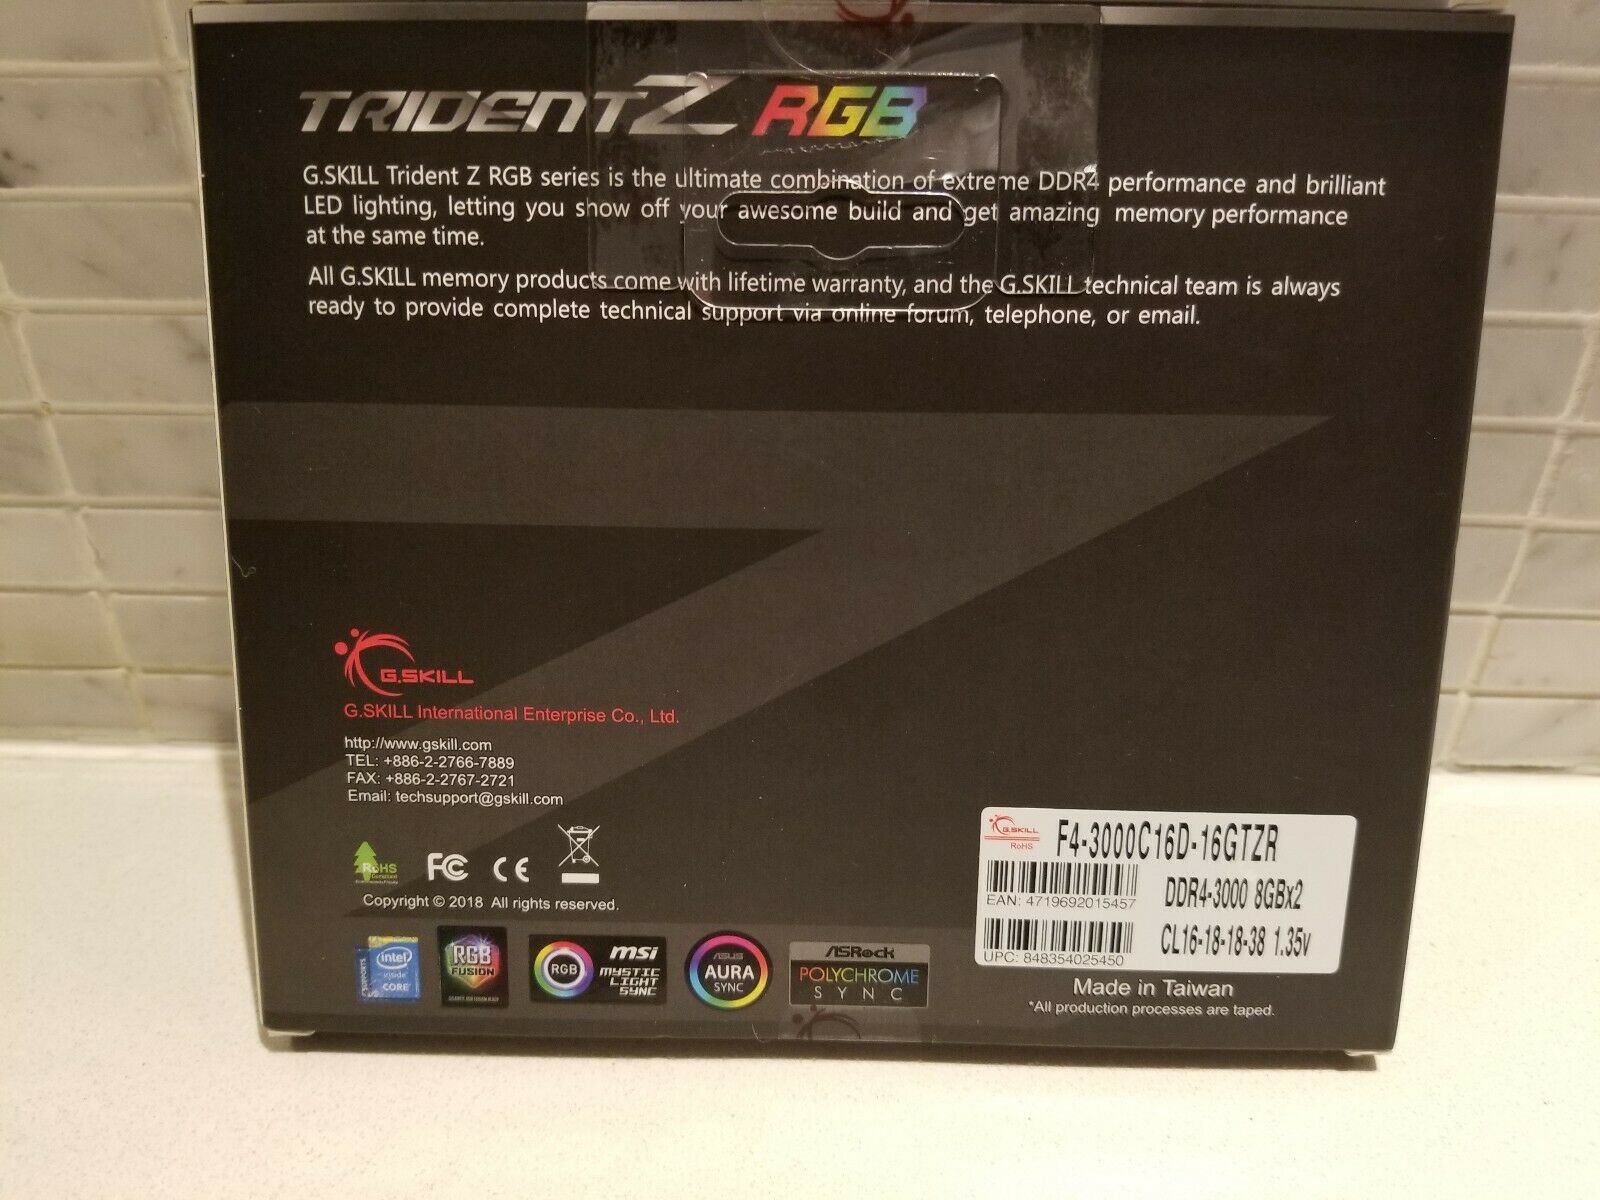 TRIDENTZ RGB
G.SKILL Trident Z RGB series is the ultimate combination of extreme DDR4 performance and brilliant
LED lighting, letting you show off your awesome build and get amazing memory performance
at the same time.
All G.SKILL memory products come with lifetime warranty, and the G.SKILL technical team is always
ready to provide complete technical support via online forum, telephone, or email.
G.SKILL
G.SKILL International Enterprise Co., Ltd.
http://www.gskill.com
TEL: +886-2-2766-7889
FAX: +886-2-2767-2721
Email: techsupport@gskill.com
RoHS
Compliant
FC CE
Copyright © 2018 All rights reserved.
SUPPORTS
intel
inside
CORE
RGB
FUSION
RGB
msi
MYSTIC
LIGHT
SYNC
ASUS
AURA
SYNC
ASRock
POLYCHROME
SYNC
G.SKILL
RoHS
F4-3000C16D-16GTZR
EAN: 4719692015457
DDR4-3000 8GBx2
UPC: 848354025450
CL16-18-18-38 1.35v
Made in Taiwan
*All production processes are taped.